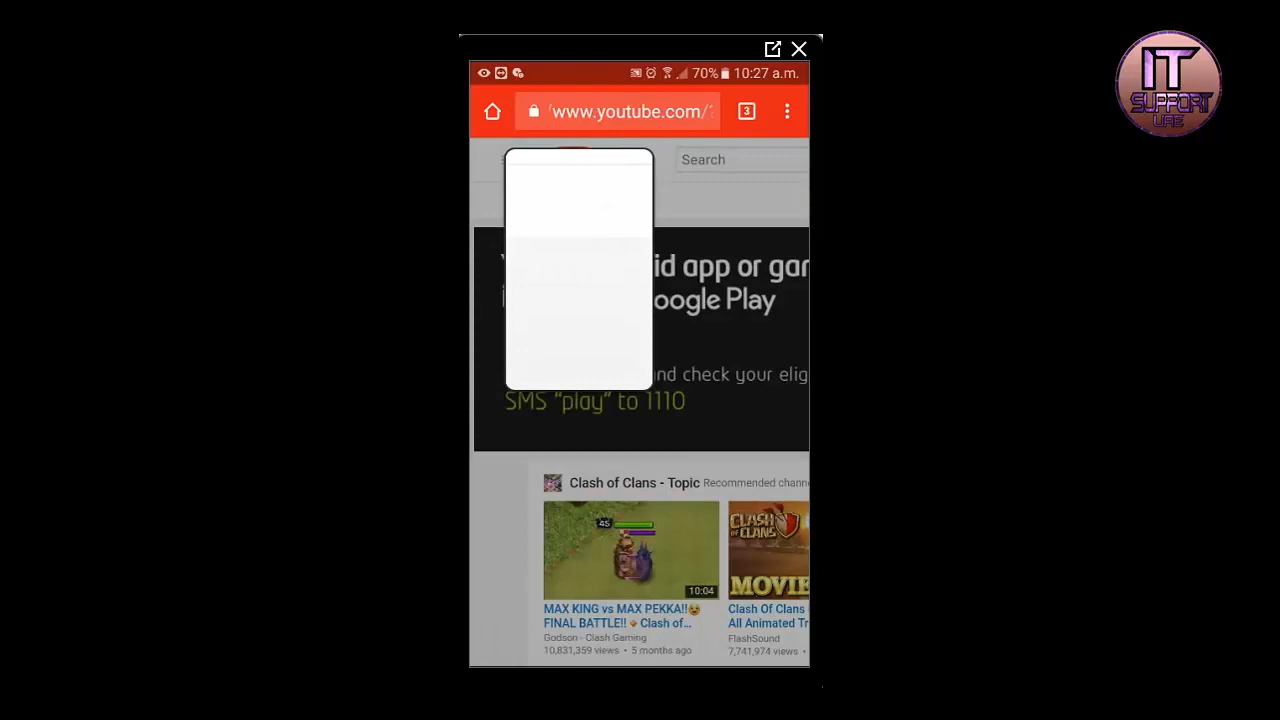 IT
SUPPORT
UAE
70% 10:27 a.m.
www.youtube.com/
3
Search
id app or gar
oogle Play
and check your elig
SMS "play" to 1110
Clash of Clans - Topic Recommended chann
45
10:04
CLASH
OF CLANS
MOVIE
MAX KING vs MAX PEKKA!!
FINAL BATTLE!! Clash of...
Godson - Clash Gaming
10,831,359 views • 5 months ago
Clash Of Clans
All Animated Tr
FlashSound
7,741,974 views •